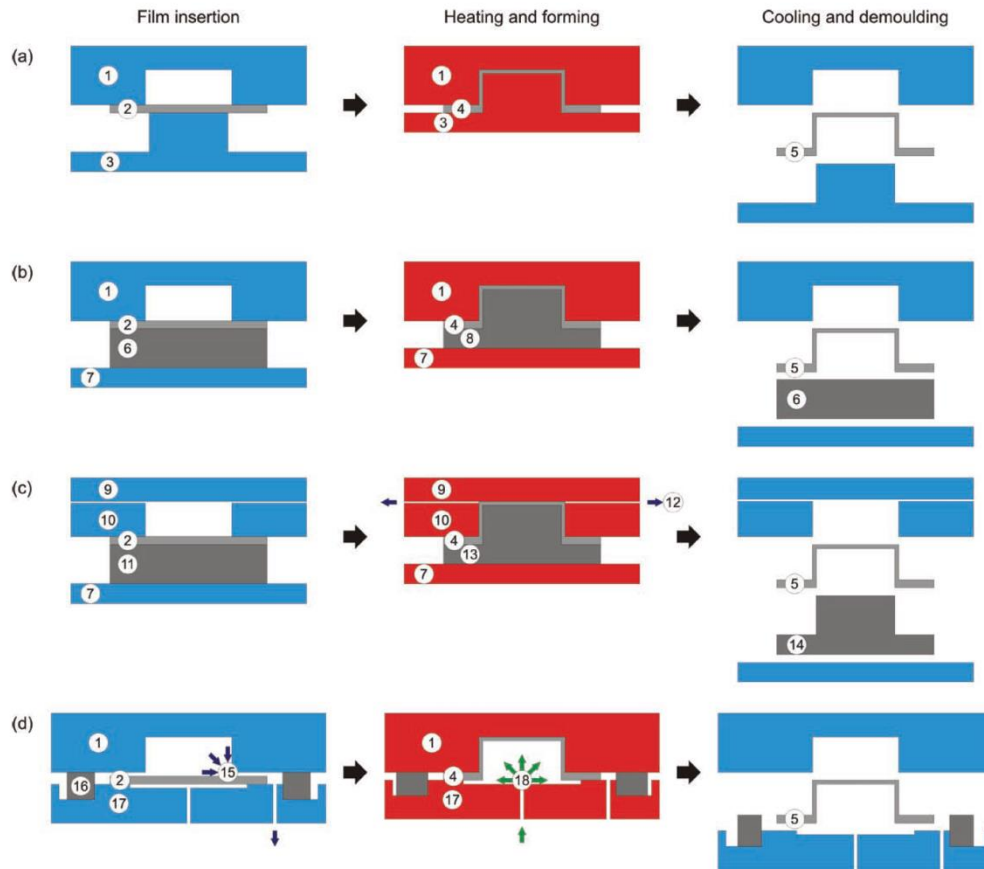 Film insertion Heating and forming Cooling and demoulding
(a)
1 1
2 4
3 3 5
(b)
1 1
2 4
6 8 5
7 7 6
(c)
9 9 12
10 10
2 4
11 13 5
7 7
14
(d)
1 1
15
16 2 4 18
17 17 5